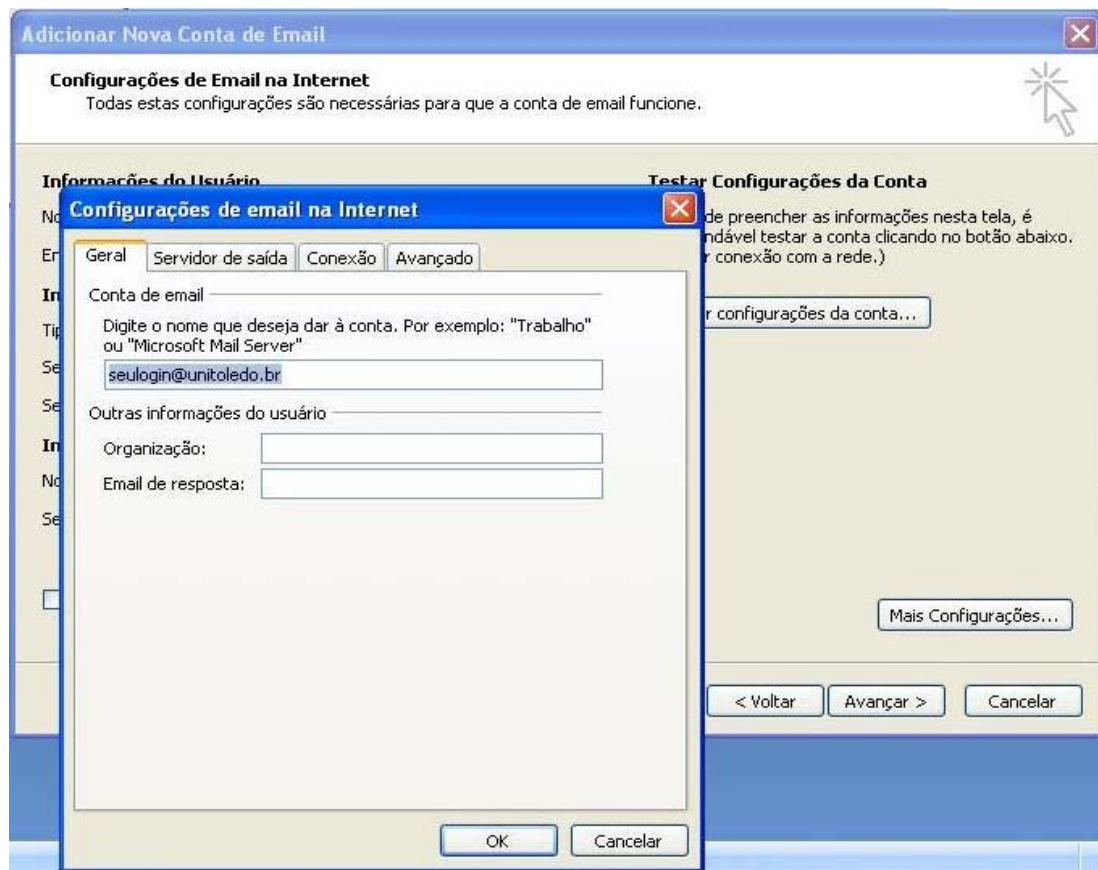 Adicionar Nova Conta de Email
Configurações de Email na Internet
Todas estas configurações são necessárias para que a conta de email funcione.
Informações do Usuário
Testar Configurações da Conta
de preencher as informações nesta tela, é
testar a conta clicando no botão abaixo.
conexão com a rede.)
configurações da conta...
Configurações de email na Internet
Geral
Servidor de saída
Conexão
Avançado
Conta de email
Digite o nome que deseja dar à conta. Por exemplo: "Trabalho"
ou "Microsoft Mail Server"
seulogin@unitoledo.br
Outras informações do usuário
Organização:
Email de resposta:
OK
Cancelar
Mais Configurações...
< Voltar
Avançar >
Cancelar